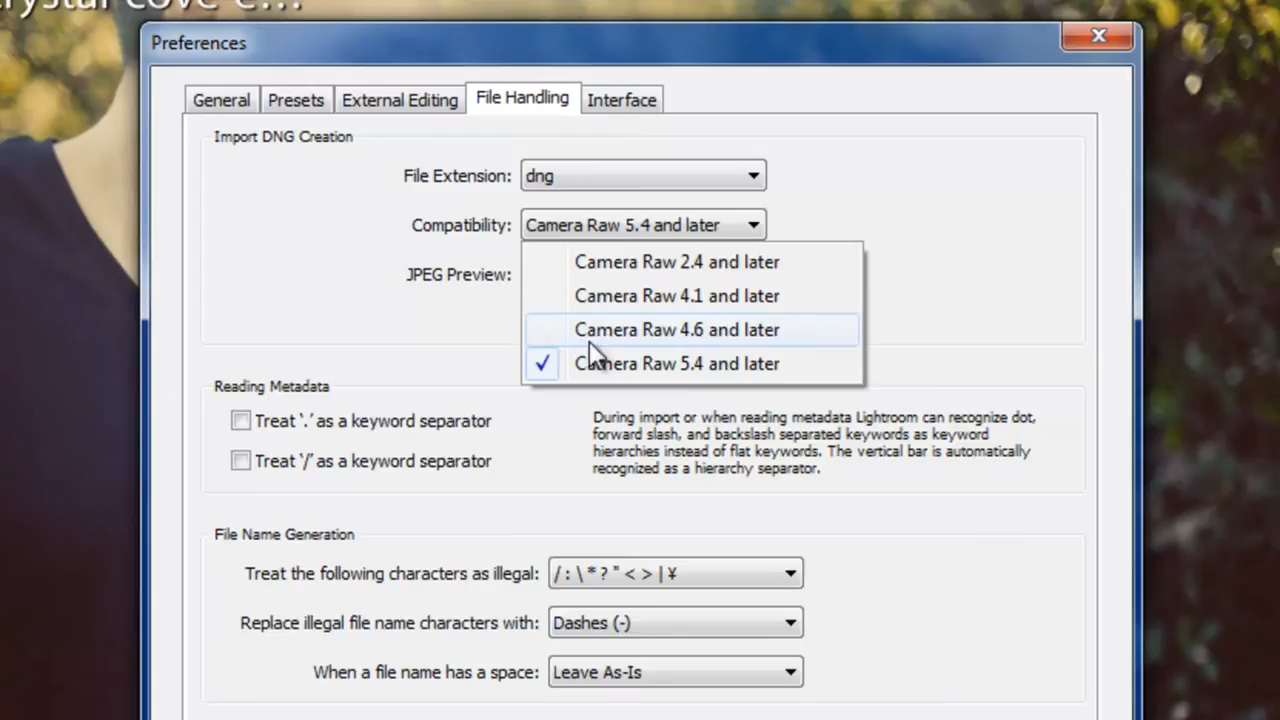 crystal cove e...
Preferences
General Presets External Editing File Handling Interface
Import DNG Creation
File Extension: dng
Compatibility: Camera Raw 5.4 and later
Camera Raw 2.4 and later
JPEG Preview:
Camera Raw 4.1 and later
Camera Raw 4.6 and later
Camera Raw 5.4 and later
Reading Metadata
Treat '.' as a keyword separator
Treat '/' as a keyword separator
During import or when reading metadata Lightroom can recognize dot,
forward slash, and backslash separated keywords as keyword
hierarchies instead of flat keywords. The vertical bar is automatically
recognized as a hierarchy separator.
File Name Generation
Treat the following characters as illegal: / : \ * ? " < > | ¥
Replace illegal file name characters with: Dashes (-)
When a file name has a space: Leave As-Is